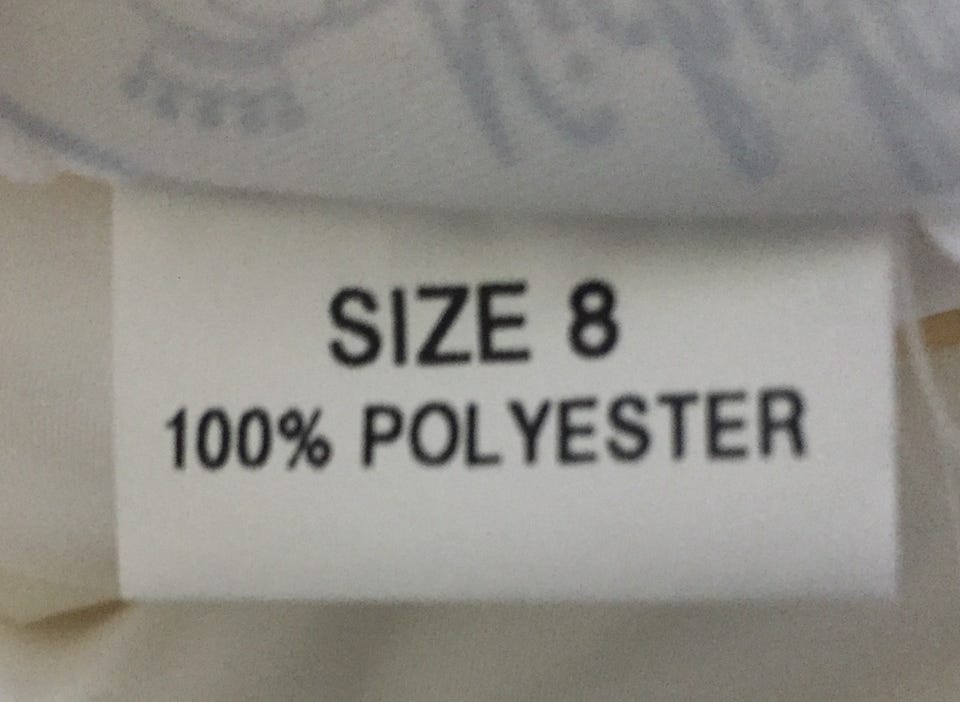 SIZE 8
100% POLYESTER